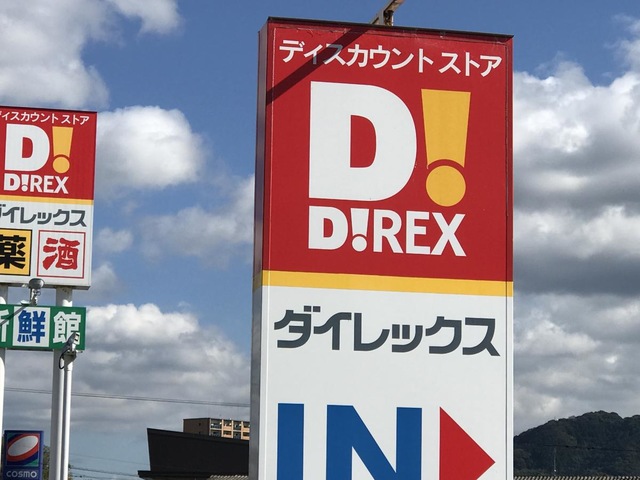 ディスカウント ストア
D!
D!REX
ダイレックス
IN
ディスカウント ストア
D!
D!REX
ダイレックス
薬 酒
鮮館
COSMO